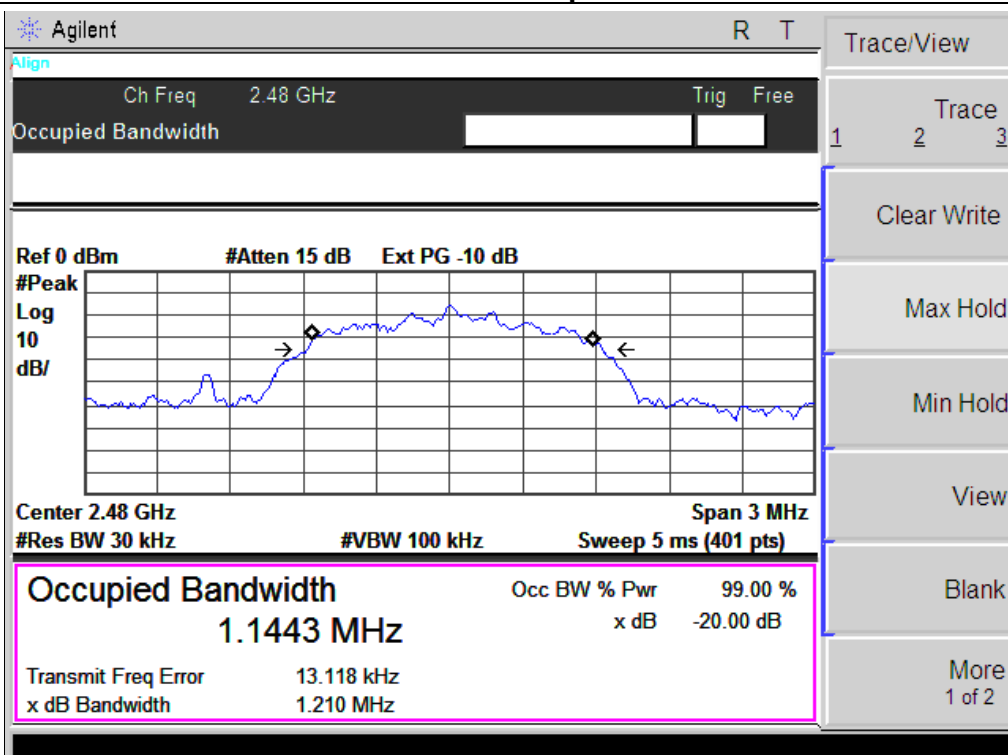 Agilent R T
Align
Ch Freq 2.48 GHz Trig Free
Occupied Bandwidth
Ref 0 dBm #Atten 15 dB Ext PG -10 dB
#Peak
Log
10
dB/
Center 2.48 GHz Span 3 MHz
#Res BW 30 kHz #VBW 100 kHz Sweep 5 ms (401 pts)
Occupied Bandwidth
1.1443 MHz
Occ BW % Pwr 99.00 %
x dB -20.00 dB
Transmit Freq Error 13.118 kHz
x dB Bandwidth 1.210 MHz
Trace/View
Trace
1 2 3
Clear Write
Max Hold
Min Hold
View
Blank
More
1 of 2